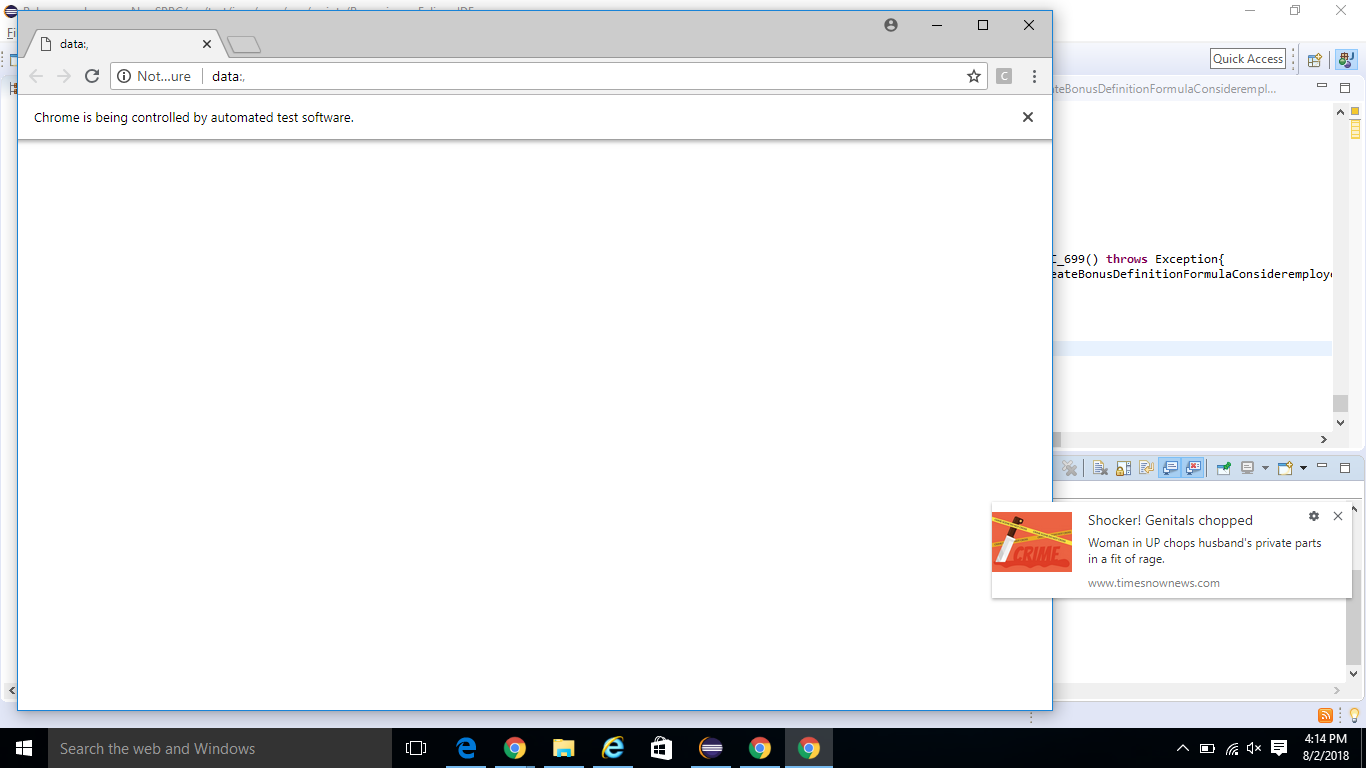 Fi
data:,
Quick Access
Not...ure
data:,
C
eateBonusDefinitionFormulaConsiderempl...
Chrome is being controlled by automated test software.
C_699() throws Exception{
eateBonusDefinitionFormulaConsideremploye
CRIME
Shocker! Genitals chopped
Woman in UP chops husband's private parts
in a fit of rage.
www.timesnownews.com
Search the web and Windows
4:14 PM
8/2/2018